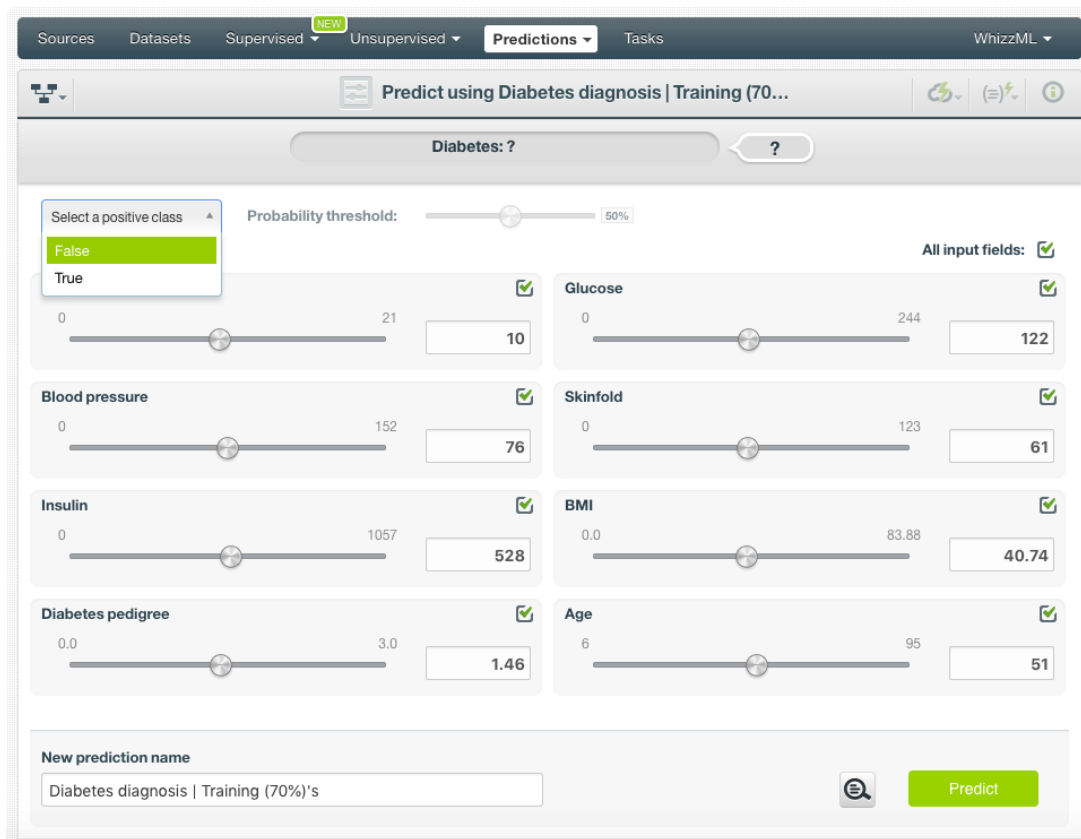 NEW
Sources Datasets Supervised Unsupervised Predictions Tasks WhizzML
Predict using Diabetes diagnosis | Training (70...
Diabetes: ? ?
Select a positive class Probability threshold: 50%
False
True
All input fields:
Glucose
0 21 0 244
10 122
Blood pressure Skinfold
0 152 0 123
76 61
Insulin BMI
0 1057 0.0 83.88
528 40.74
Diabetes pedigree Age
0.0 3.0 6 95
1.46 51
New prediction name
Diabetes diagnosis | Training (70%)'s
Predict